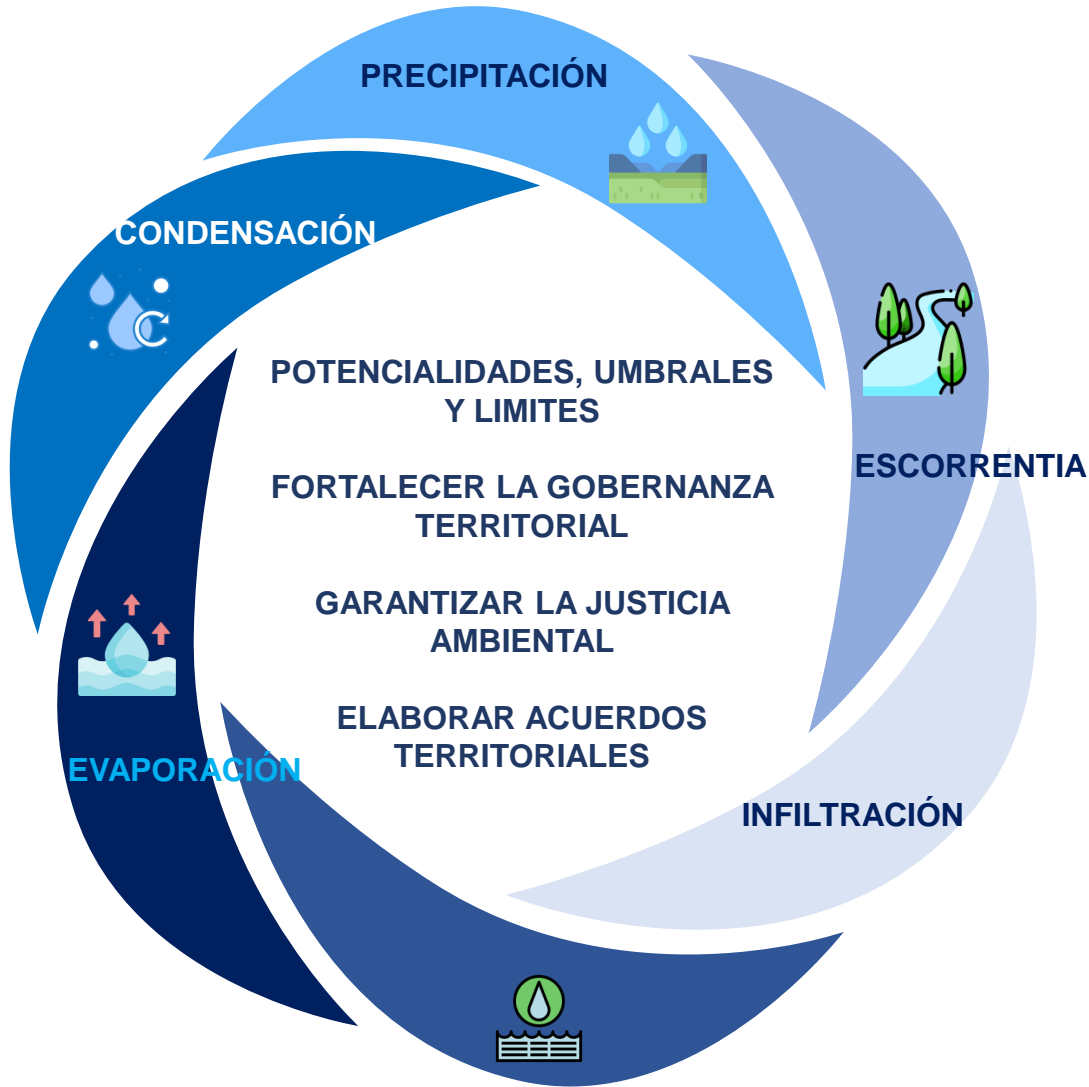 PRECIPITACIÓN
CONDENSACIÓN
POTENCIALIDADES, UMBRALES
Y LIMITES
ESCORRENTIA
FORTALECER LA GOBERNANZA
TERRITORIAL
GARANTIZAR LA JUSTICIA
AMBIENTAL
ELABORAR ACUERDOS
TERRITORIALES
EVAPORACIÓN
INFILTRACIÓN